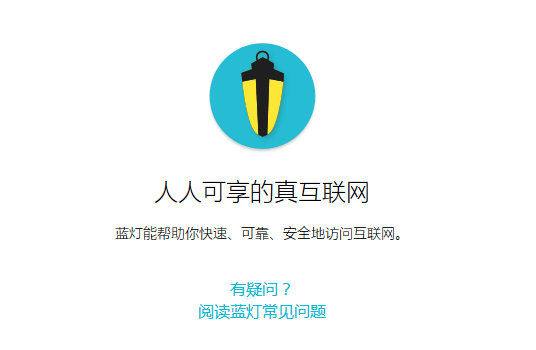 人人可享的真互联网
蓝灯能帮助你快速、可靠、安全地访问互联网。
有疑问？
阅读蓝灯常见问题